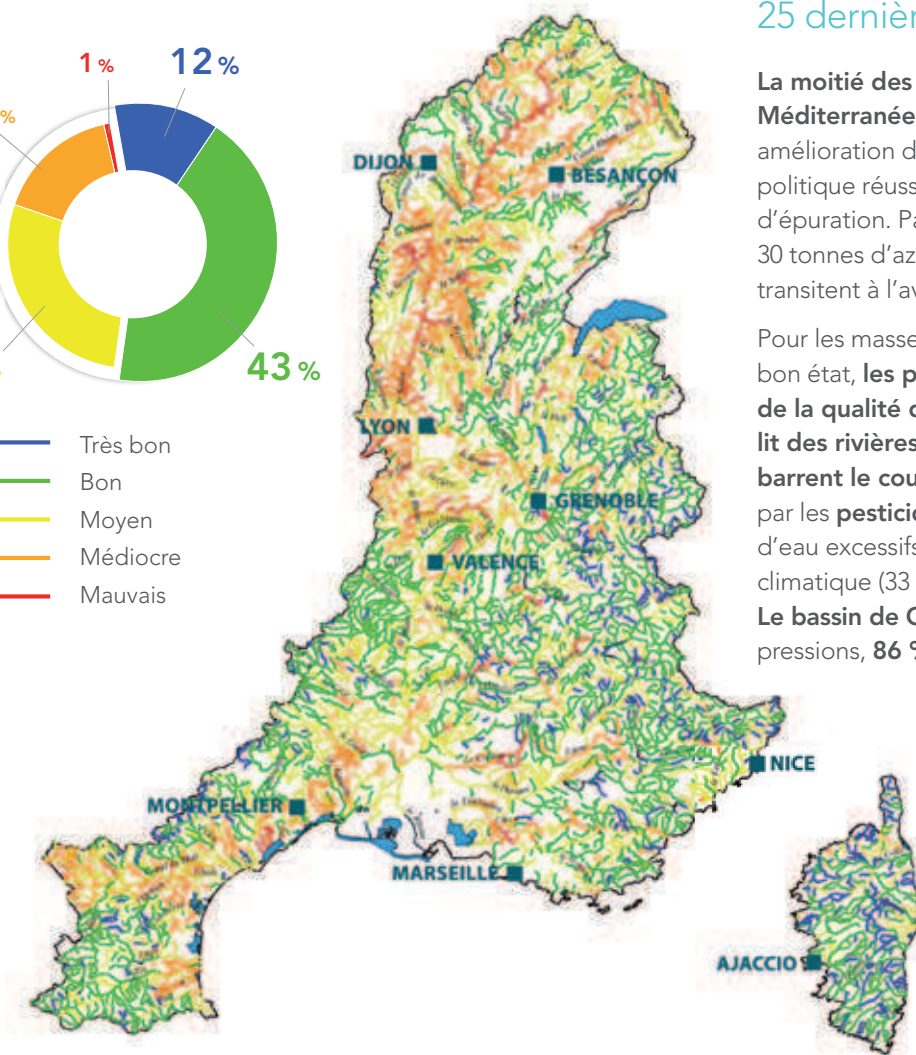 25 dernièr
1 %
12 %
%
43 %
Très bon
Bon
Moyen
Médiocre
Mauvais
La moitié des
Méditerranée
amélioration d
politique réuss
d'épuration. Pa
30 tonnes d'az
transitent à l'av
Pour les masse
bon état, les p
de la qualité d
lit des rivières
barrent le cou
par les pestici
d'eau excessifs
climatique (33
Le bassin de C
pressions, 86 %
DIJON
BESANÇON
LYON
GRENOBLE
VALENCE
NICE
MONTPELLIER
MARSEILLE
AJACCIO